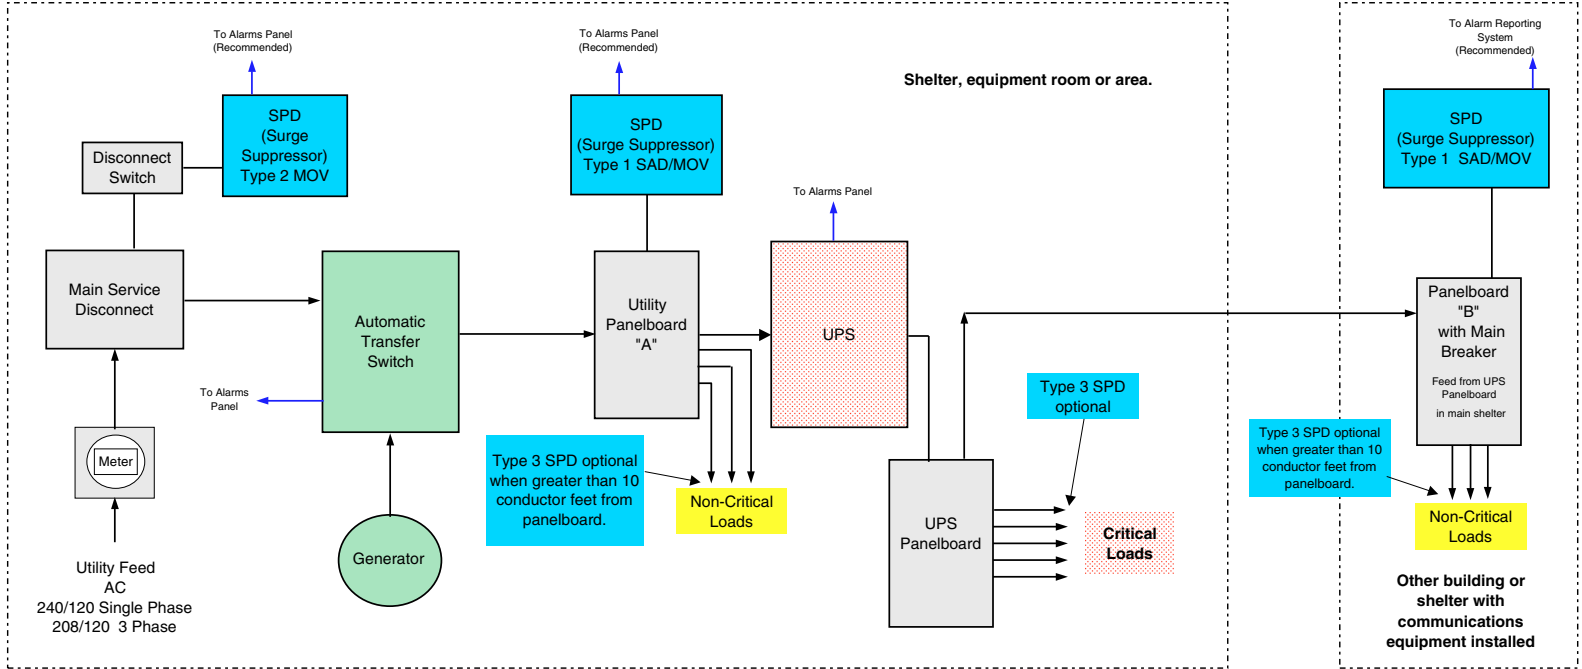 To Alarms Panel
(Recommended)
SPD
(Surge
Suppressor)
Type 2 MOV
Disconnect
Switch
Main Service
Disconnect
Meter
Utility Feed
AC
240/120 Single Phase
208/120  3 Phase
Automatic
Transfer
Switch
To Alarms
Panel
Generator
To Alarms Panel
(Recommended)
SPD
(Surge Suppressor)
Type 1 SAD/MOV
Utility
Panelboard
"A"
Type 3 SPD optional
when greater than 10
conductor feet from
panelboard.
Non-Critical
Loads
To Alarms Panel
UPS
Shelter, equipment room or area.
UPS
Panelboard
Type 3 SPD
optional
Critical
Loads
To Alarm Reporting
System
(Recommended)
SPD
(Surge Suppressor)
Type 1  SAD/MOV
Panelboard
"B"
with Main
Breaker
Feed from UPS
Panelboard
in main shelter
Type 3 SPD optional
when greater than 10
conductor feet from
panelboard.
Non-Critical
Loads
Other building or
shelter with
communications
equipment installed